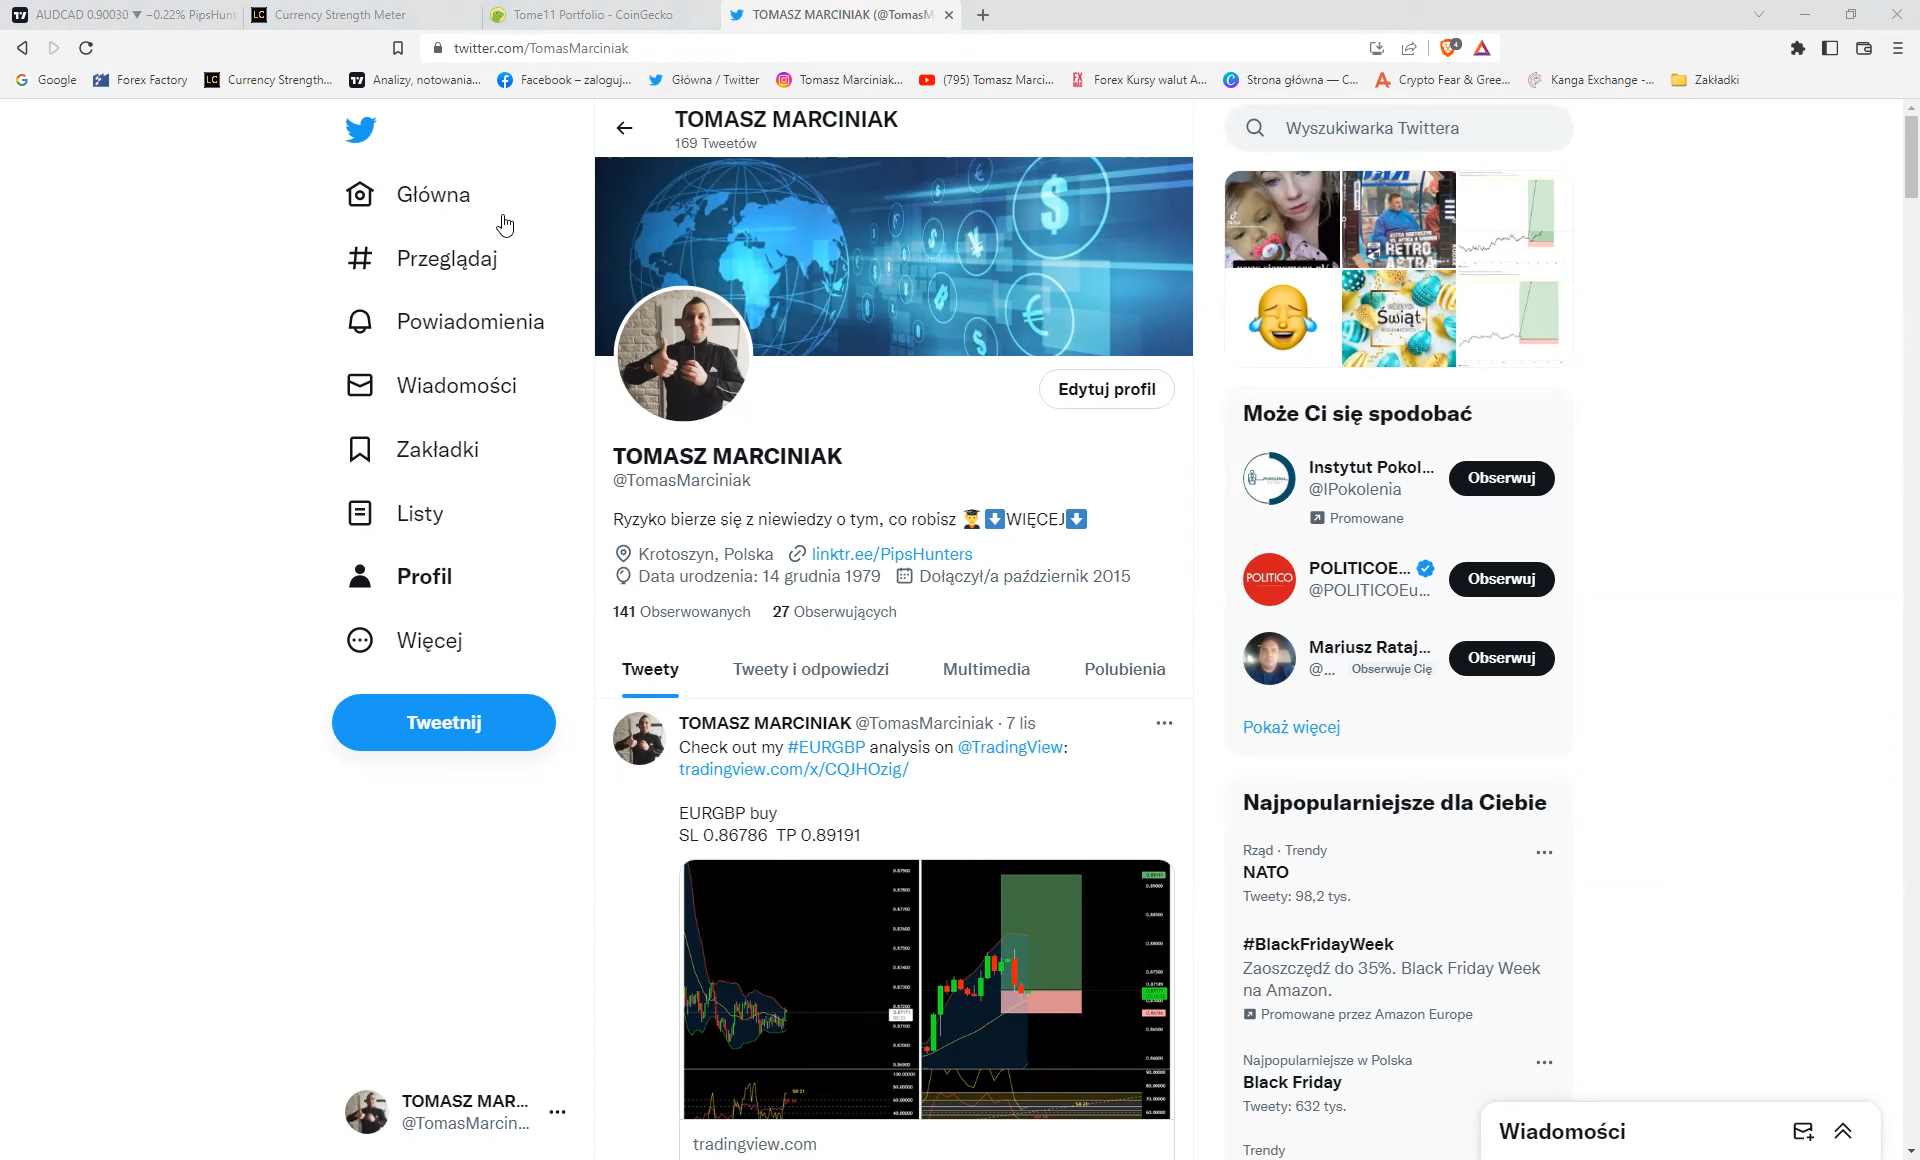 AUDCAD 0.90030 ▼ −0.22% PipsHunt
Currency Strength Meter
Tome11 Portfolio - CoinGecko
TOMASZ MARCINIAK (@TomasM
twitter.com/TomasMarciniak
Google
Forex Factory
Currency Strength...
Analizy, notowania...
Facebook – zaloguj...
Główna / Twitter
Tomasz Marciniak...
(795) Tomasz Marci...
Forex Kursy walut A...
Strona główna — C...
Crypto Fear & Gree...
Kanga Exchange -...
Zakładki
Główna
Przeglądaj
Powiadomienia
Wiadomości
Zakładki
Listy
Profil
Więcej
Tweetnij
TOMASZ MAR...
@TomasMarcin...
TOMASZ MARCINIAK
169 Tweetów
Edytuj profil
TOMASZ MARCINIAK
@TomasMarciniak
Ryzyko bierze się z niewiedzy o tym, co robisz 👨‍🎓⬇️WIĘCEJ⬇️
Krotoszyn, Polska linktr.ee/PipsHunters
Data urodzenia: 14 grudnia 1979 Dołączył/a październik 2015
141 Obserwowanych 27 Obserwujących
Tweety
Tweety i odpowiedzi
Multimedia
Polubienia
TOMASZ MARCINIAK @TomasMarciniak · 7 lis
Check out my #EURGBP analysis on @TradingView:
tradingview.com/x/CQJHOzig/
EURGBP buy
SL 0.86786 TP 0.89191
tradingview.com
Wyszukiwarka Twittera
RETRO
Świąt
Może Ci się spodobać
Instytut Pokol...
@IPokolenia
Promowane
Obserwuj
POLITICO
POLITICOE...
@POLITICOEu...
Obserwuj
Mariusz Rataj...
@... Obserwuje Cię
Obserwuj
Pokaż więcej
Najpopularniejsze dla Ciebie
Rząd · Trendy
NATO
Tweety: 98,2 tys.
#BlackFridayWeek
Zaoszczędź do 35%. Black Friday Week
na Amazon.
Promowane przez Amazon Europe
Najpopularniejsze w Polska
Black Friday
Tweety: 632 tys.
Trendy
Wiadomości